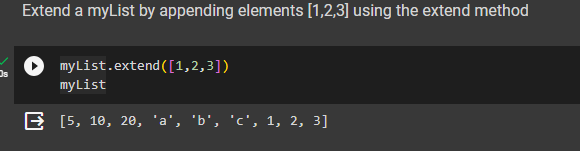 Extend a myList by appending elements [1,2,3] using the extend method
myList.extend([1,2,3])
0s
myList
[5, 10, 20, 'a', 'b', 'c', 1, 2, 3]